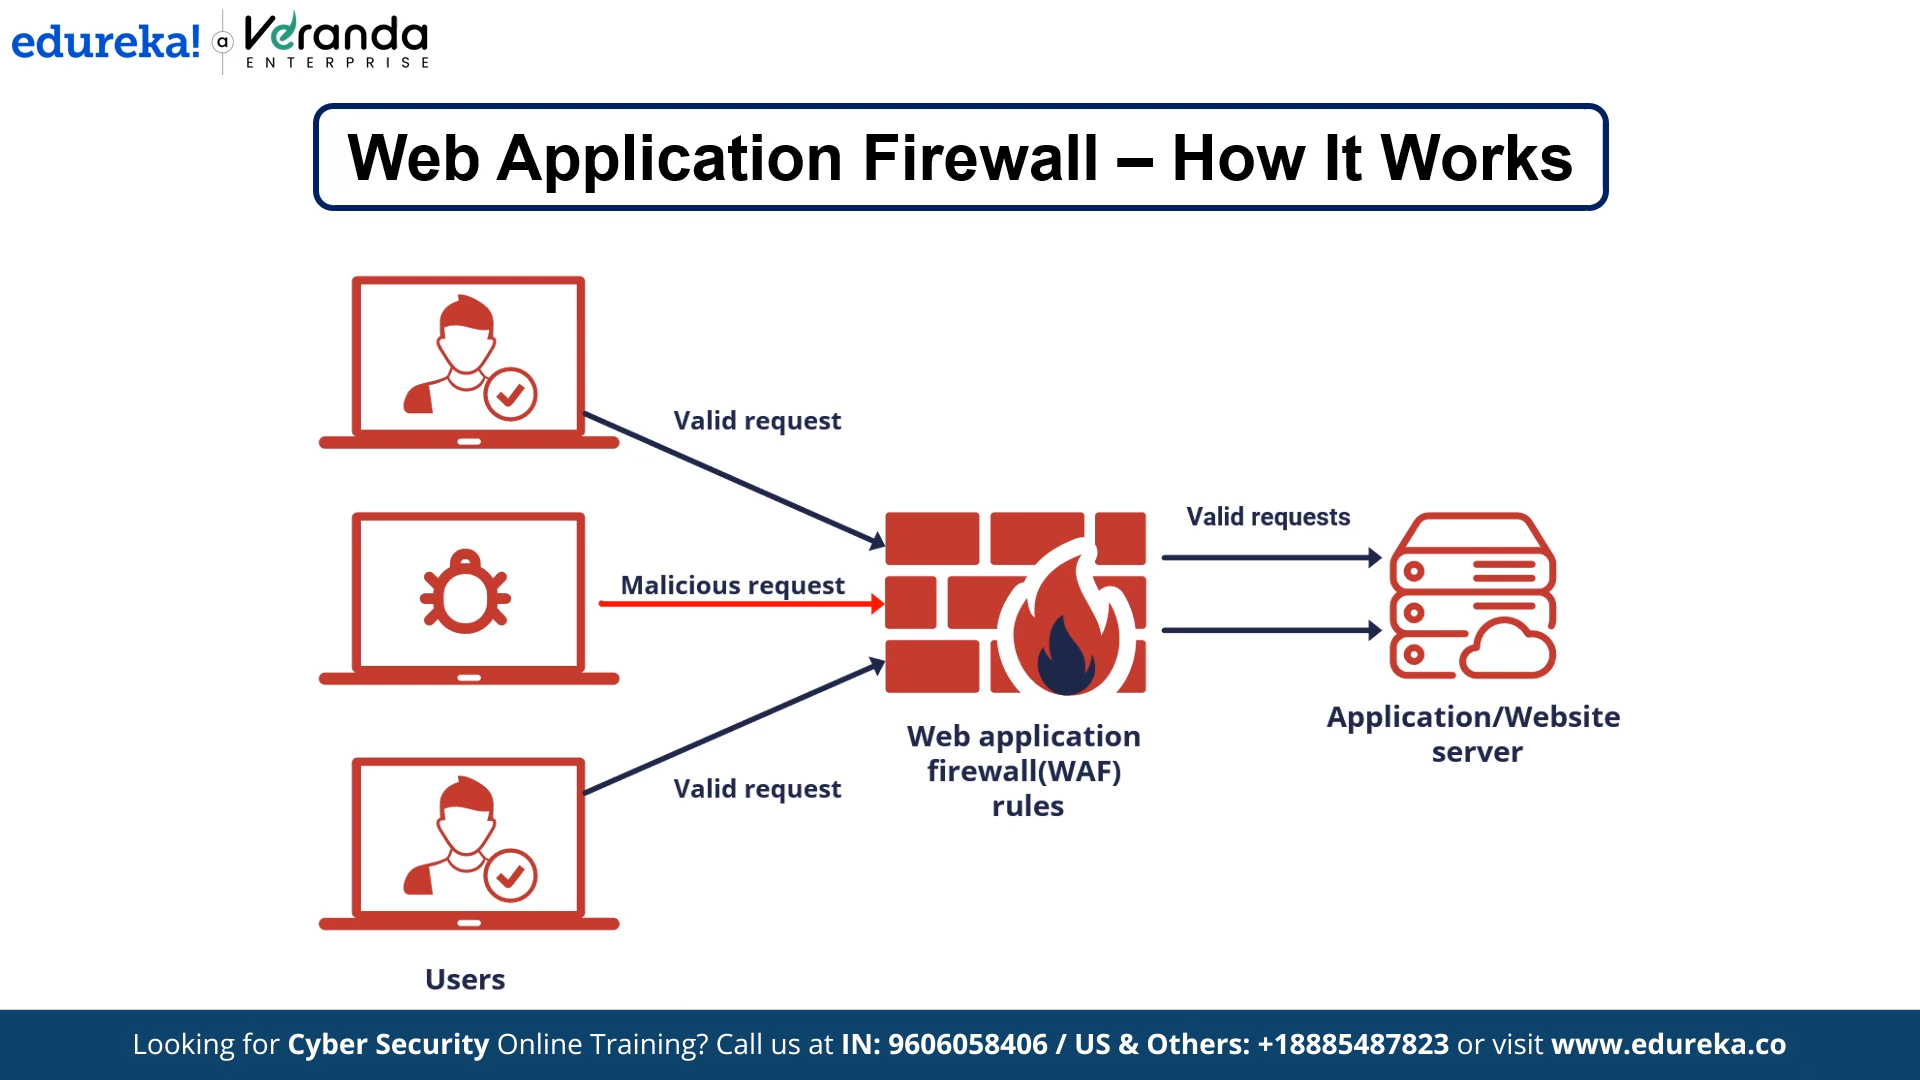 edureka! a Veranda
ENTERPRISE
Web Application Firewall – How It Works
Valid request
Valid requests
Malicious request
Application/Website
server
Web application
firewall(WAF)
rules
Valid request
Users
Looking for Cyber Security Online Training? Call us at IN: 9606058406 / US & Others: +18885487823 or visit www.edureka.co